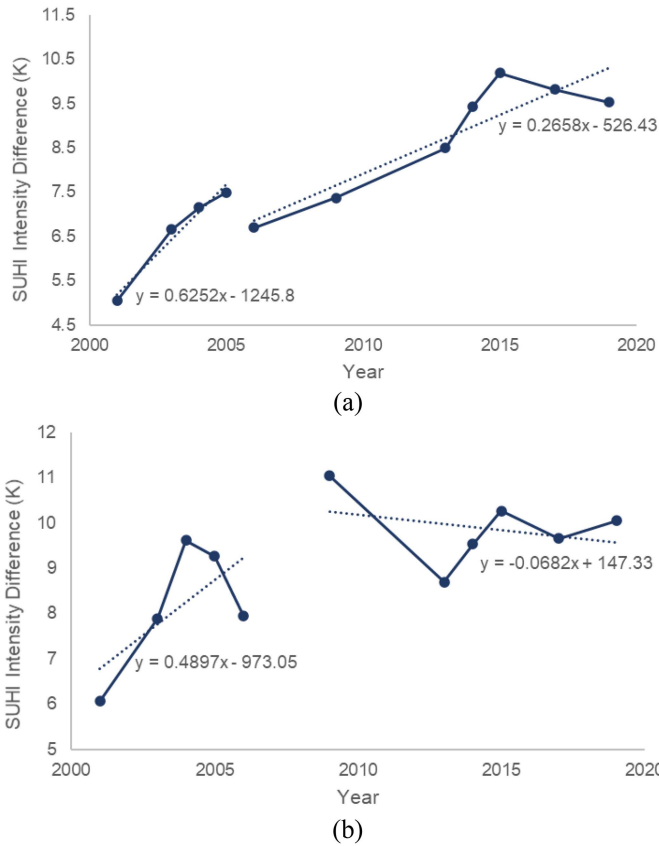 11.5
10.5
9.5
8.5
7.5
6.5
5.5
4.5
SUHI Intensity Difference (K)
y = 0.2658x - 526.43
y = 0.6252x - 1245.8
2000 2005 2010 2015 2020
Year
(a)
12
11
10
9
8
7
6
5
SUHI Intensity Difference (K)
y = -0.0682x + 147.33
y = 0.4897x - 973.05
2000 2005 2010 2015 2020
Year
(b)